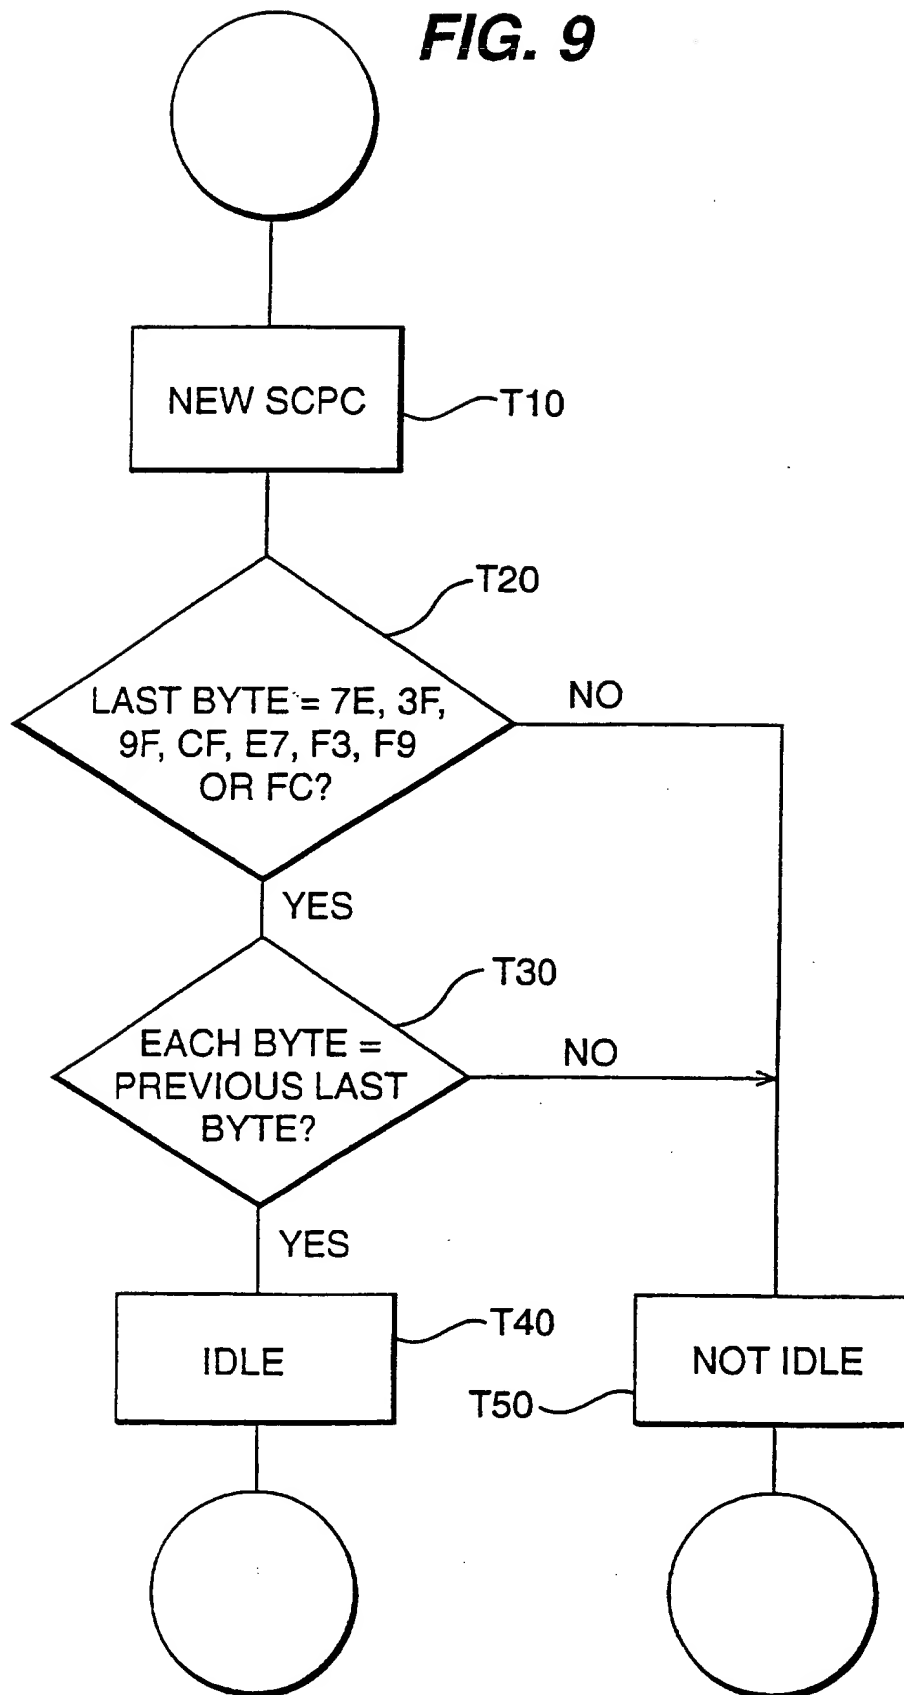 FIG. 9
NEW SCPC
T10
T20
LAST BYTE = 7E, 3F,
9F, CF, E7, F3, F9
OR FC?
NO
YES
T30
EACH BYTE =
PREVIOUS LAST
BYTE?
NO
YES
T40
IDLE
NOT IDLE
T50